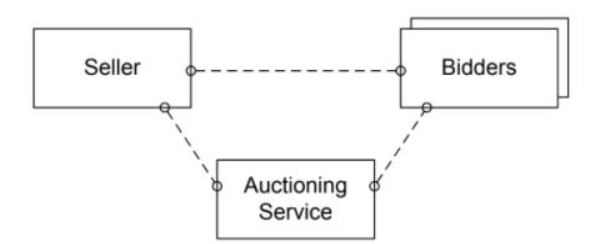 Seller
Bidders
Auctioning
Service